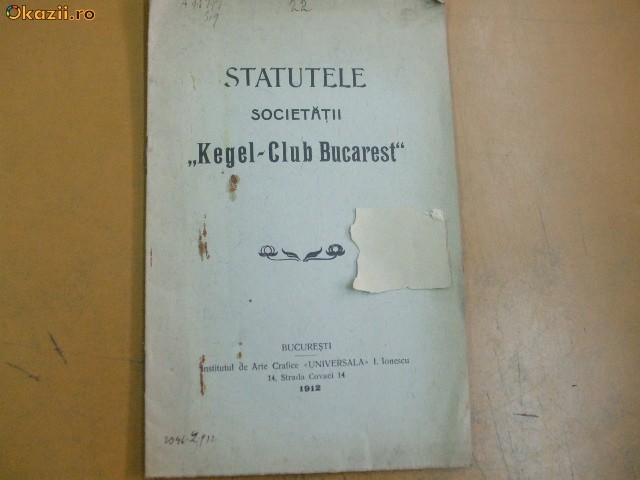 Okazii.ro
22
STATUTELE
SOCIETĂȚII
„Kegel-Club Bucarest“
BUCUREȘTI
Institutul de Arte Grafice «UNIVERSALA» I. Ionescu
14, Strada Covaci 14
1912